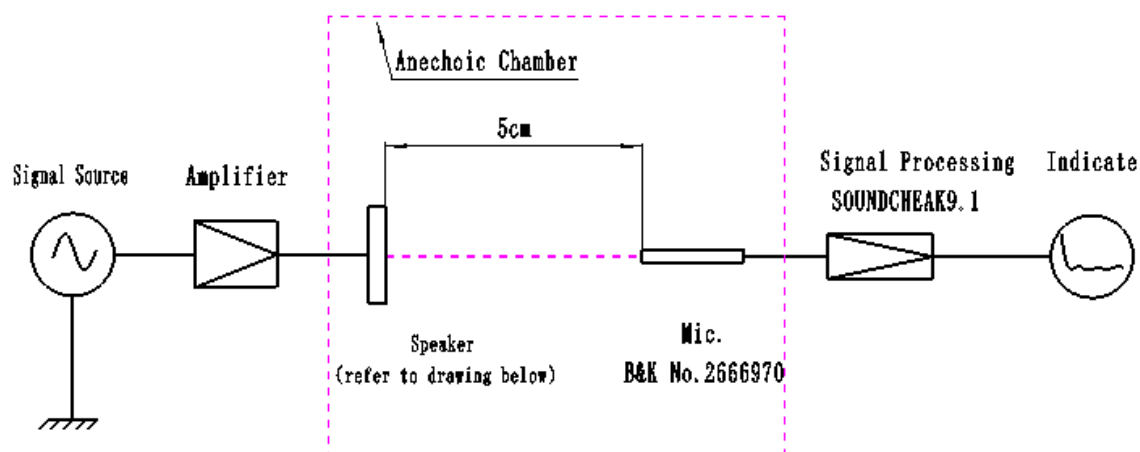 Anechoic Chamber
5cm
Signal Source
Amplifier
Signal Processing
SOUNDCHEAK9.1
Indicate
Speaker
(refer to drawing below)
Mic.
B&K No.2666970